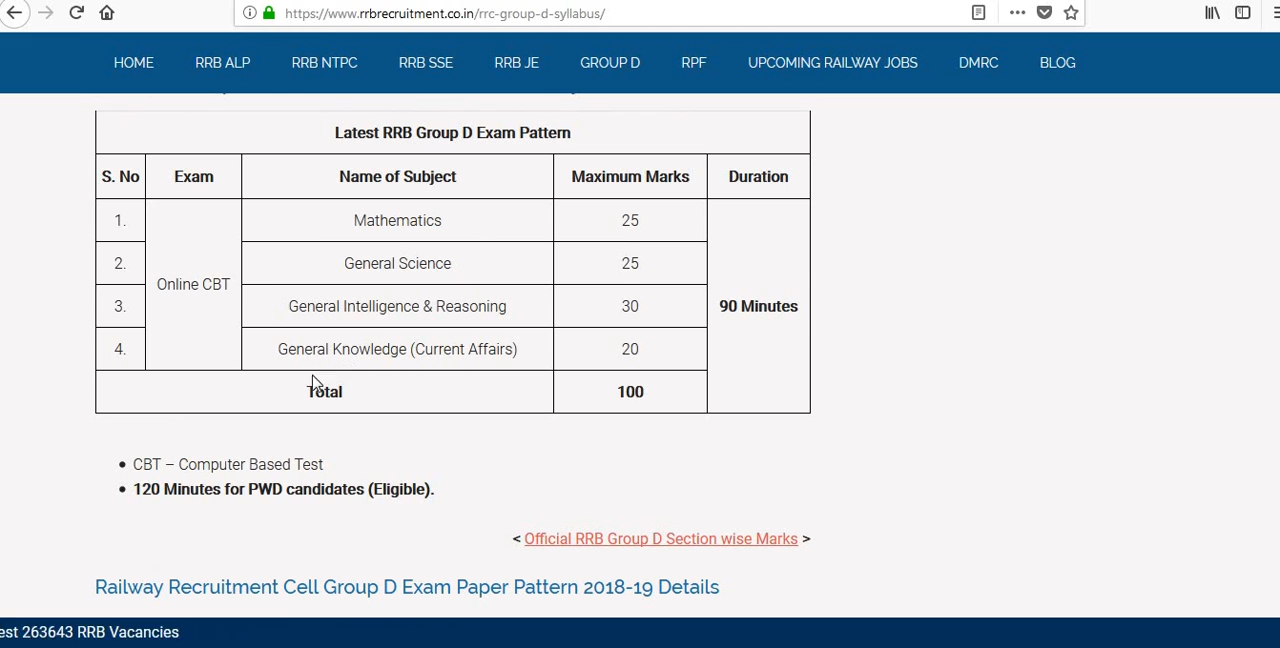 https://www.rrbrecruitment.co.in/rrc-group-d-syllabus/
HOME RRB ALP RRB NTPC RRB SSE RRB JE GROUP D RPF UPCOMING RAILWAY JOBS DMRC BLOG
Latest RRB Group D Exam Pattern
S. No Exam Name of Subject Maximum Marks Duration
1. Mathematics 25
2. General Science 25
Online CBT
3. General Intelligence & Reasoning 30 90 Minutes
4. General Knowledge (Current Affairs) 20
Total 100
• CBT – Computer Based Test
• 120 Minutes for PWD candidates (Eligible).
< Official RRB Group D Section wise Marks >
Railway Recruitment Cell Group D Exam Paper Pattern 2018-19 Details
est 263643 RRB Vacancies